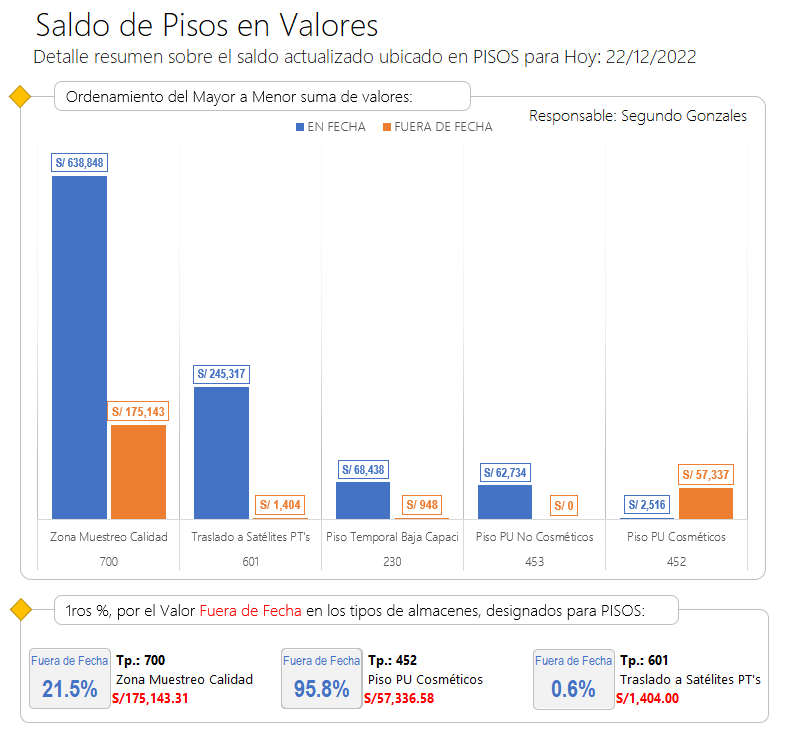 Saldo de Pisos en Valores
Detalle resumen sobre el saldo actualizado ubicado en PISOS para Hoy: 22/12/2022
Ordenamiento del Mayor a Menor suma de valores:
Responsable: Segundo Gonzales
EN FECHA FUERA DE FECHA
S/ 638,848
S/ 175,143
S/ 245,317
S/ 1,404
S/ 68,438
S/ 948
S/ 62,734
S/ 0
S/ 2,516
S/ 57,337
Zona Muestreo Calidad Traslado a Satélites PT's Piso Temporal Baja Capaci Piso PU No Cosméticos Piso PU Cosméticos
700 601 230 453 452
1ros %, por el Valor Fuera de Fecha en los tipos de almacenes, designados para PISOS:
Fuera de Fecha
21.5%
Tp.: 700
Zona Muestreo Calidad
S/175,143.31
Fuera de Fecha
95.8%
Tp.: 452
Piso PU Cosméticos
S/57,336.58
Fuera de Fecha
0.6%
Tp.: 601
Traslado a Satélites PT's
S/1,404.00